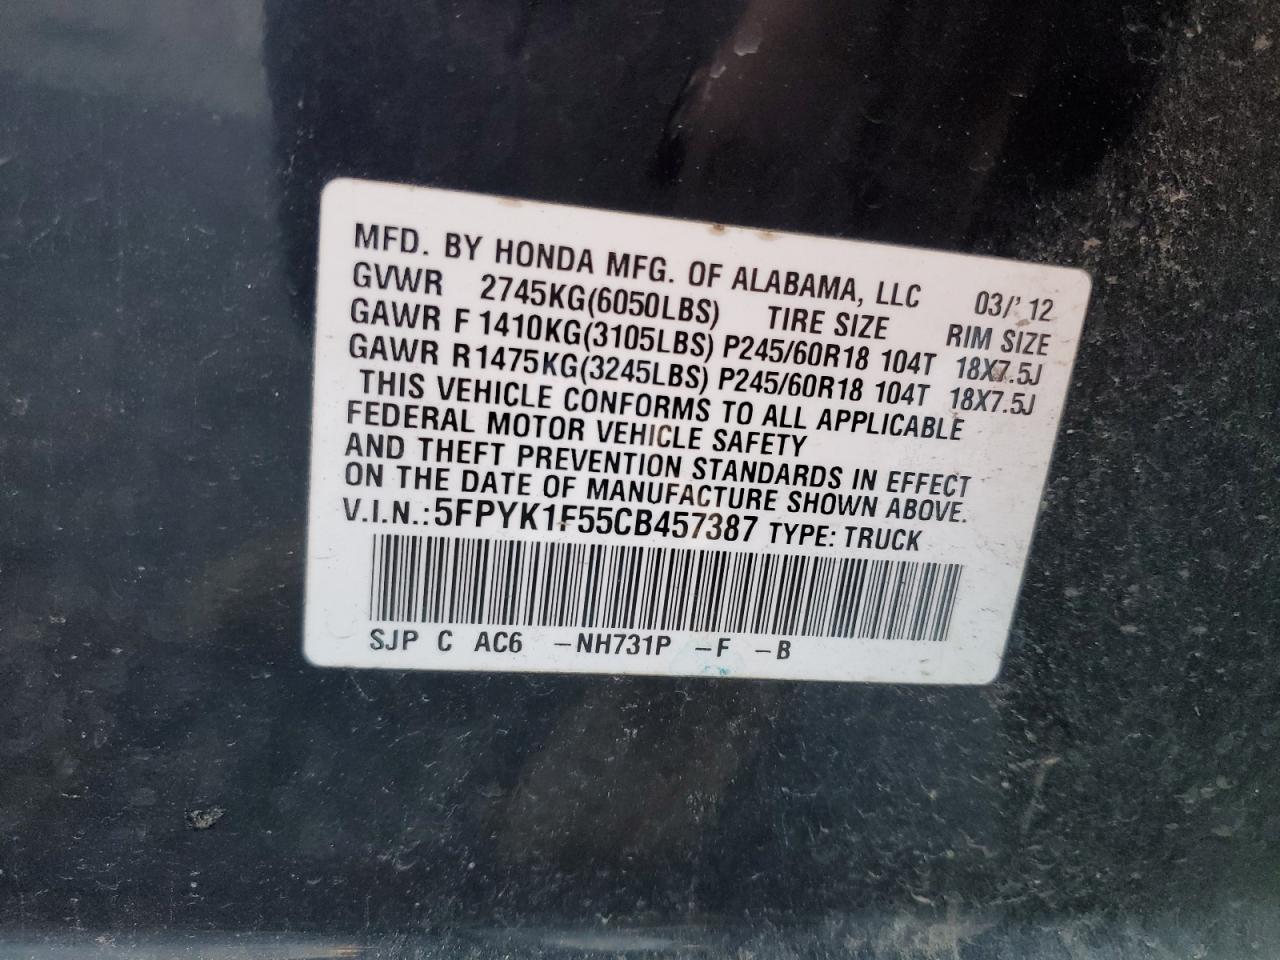 MFD. BY HONDA MFG. OF ALABAMA, LLC 03/' 12
GVWR 2745KG(6050LBS) TIRE SIZE RIM SIZE
GAWR F 1410KG(3105LBS) P245/60R18 104T 18X7.5J
GAWR R1475KG(3245LBS) P245/60R18 104T 18X7.5J
THIS VEHICLE CONFORMS TO ALL APPLICABLE
FEDERAL MOTOR VEHICLE SAFETY
AND THEFT PREVENTION STANDARDS IN EFFECT
ON THE DATE OF MANUFACTURE SHOWN ABOVE.
V.I.N.: 5FPYK1F55CB457387 TYPE: TRUCK
SJP C AC6 -NH731P -F -B